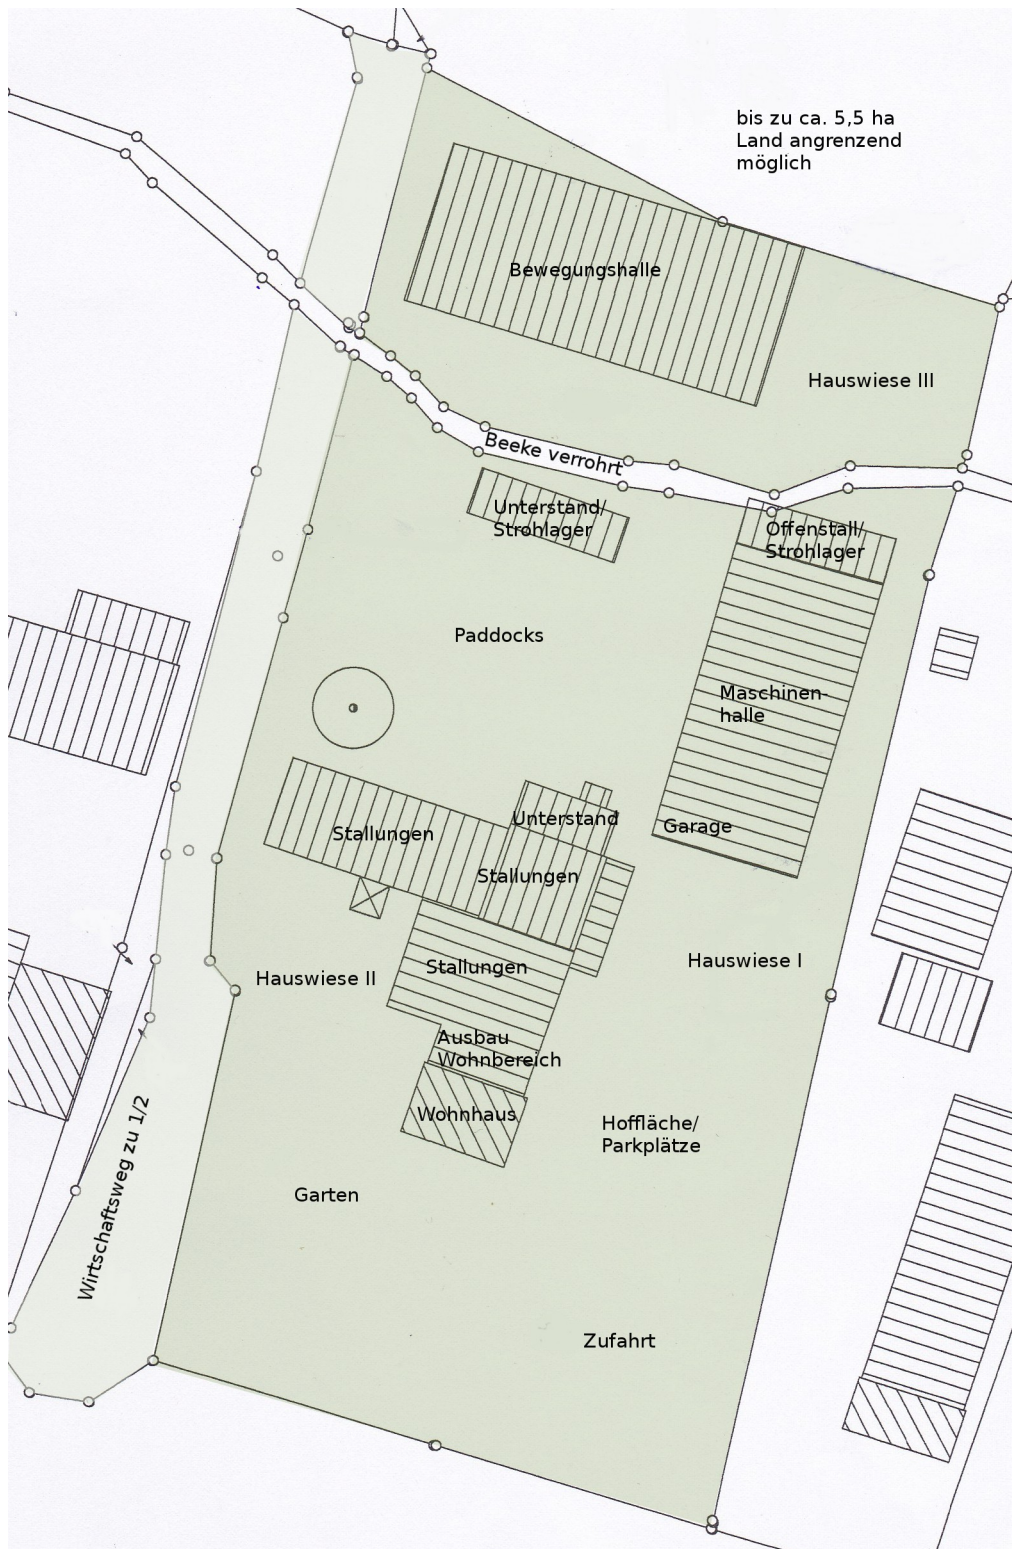 bis zu ca. 5,5 ha
Land angrenzend
möglich
Bewegungshalle
Hauswiese III
Beeke verrohrt
Unterstand/
Strohlager
Offenstall/
Strohlager
Paddocks
Maschinen-
halle
Garage
Unterstand
Stallungen
Stallungen
Hauswiese I
Stallungen
Hauswiese II
Ausbau
Wohnbereich
Wohnhaus
Hoffläche/
Parkplätze
Wirtschaftsweg zu 1/2
Garten
Zufahrt